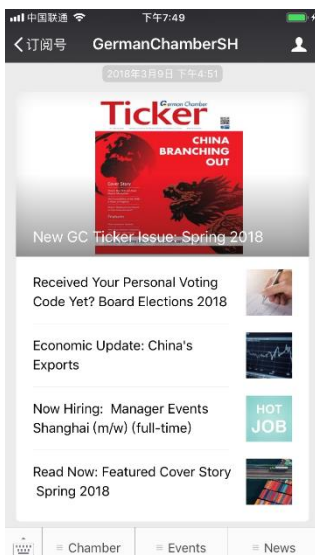 中国联通 下午7:49
订阅号 GermanChamberSH
2018年3月9日 下午4:51
German Chamber
Ticker
CHINA
BRANCHING
OUT
Cover Story
Features
New GC Ticker Issue: Spring 2018
Received Your Personal Voting
Code Yet? Board Elections 2018
Economic Update: China's
Exports
Now Hiring: Manager Events
Shanghai (m/w) (full-time)
HOT
JOB
Read Now: Featured Cover Story
Spring 2018
Chamber
Events
News